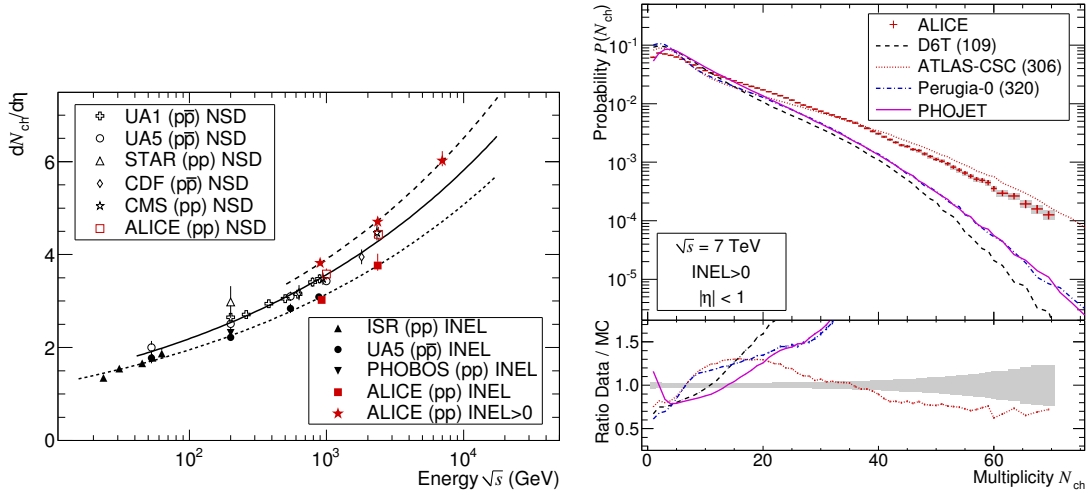 dN_ch/dη
6
4
2
0
UA1 (pp̅) NSD
UA5 (pp̅) NSD
STAR (pp) NSD
CDF (pp̅) NSD
CMS (pp) NSD
ALICE (pp) NSD
ISR (pp) INEL
UA5 (pp̅) INEL
PHOBOS (pp) INEL
ALICE (pp) INEL
ALICE (pp) INEL>0
10² 10³ 10⁴
Energy √s (GeV)
Probability P(N_ch)
10⁻¹
10⁻²
10⁻³
10⁻⁴
10⁻⁵
ALICE
D6T (109)
ATLAS-CSC (306)
Perugia-0 (320)
PHOJET
√s = 7 TeV
INEL>0
|η| < 1
Ratio Data / MC
1.5
1.0
0.5
0 20 40 60
Multiplicity N_ch